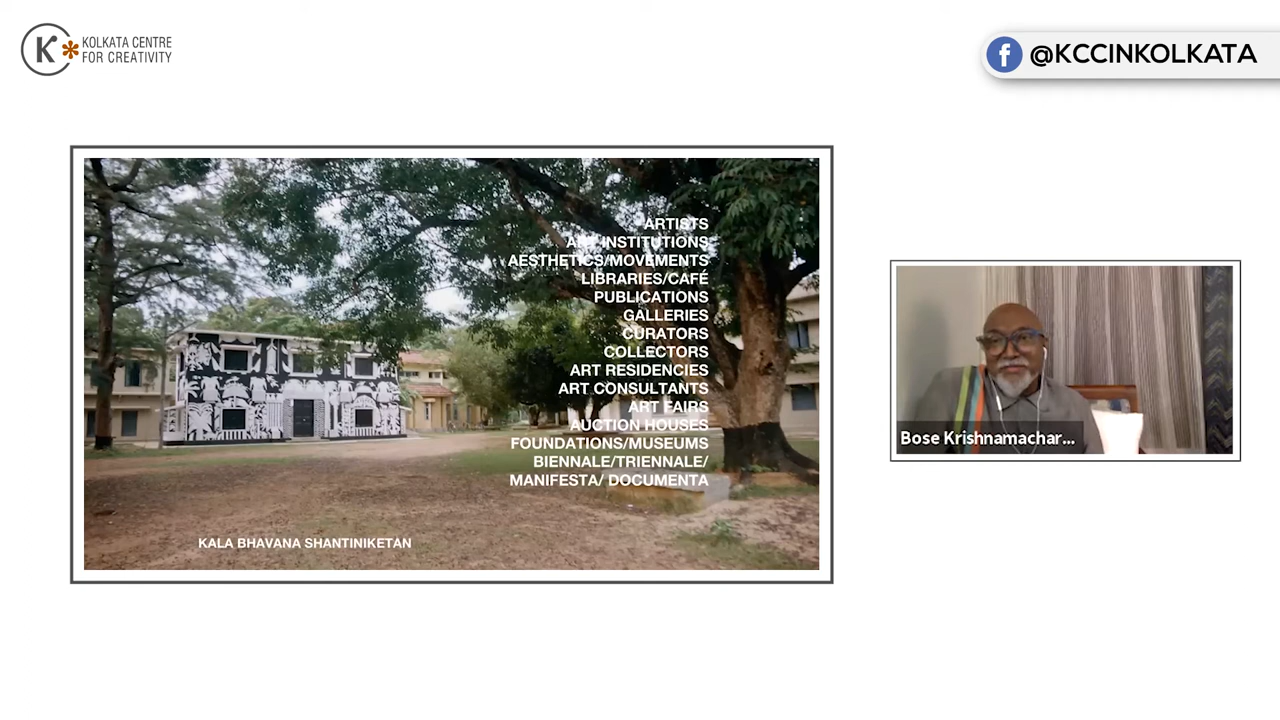 K*
KOLKATA CENTRE
FOR CREATIVITY
f @KCCINKOLKATA
ARTISTS
ART INSTITUTIONS
AESTHETICS/MOVEMENTS
LIBRARIES/CAFÉ
PUBLICATIONS
GALLERIES
CURATORS
COLLECTORS
ART RESIDENCIES
ART CONSULTANTS
ART FAIRS
AUCTION HOUSES
FOUNDATIONS/MUSEUMS
BIENNALE/TRIENNALE/
MANIFESTA/ DOCUMENTA
KALA BHAVANA SHANTINIKETAN
Bose Krishnamachar...